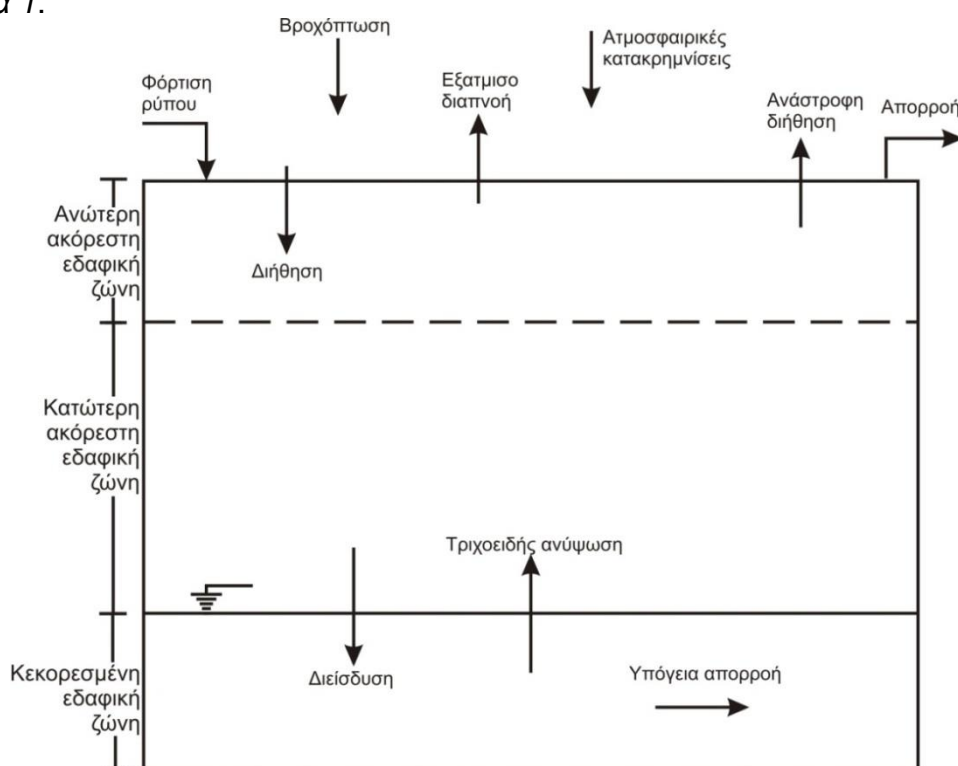 α 1.
Βροχόπτωση
Ατμοσφαιρικές
κατακρημνίσεις
Φόρτιση
ρύπου
Εξατμισο
διαπνοή
Ανάστροφη
διήθηση
Απορροή
Ανώτερη
ακόρεστη
εδαφική
ζώνη
Διήθηση
Κατώτερη
ακόρεστη
εδαφική
ζώνη
Τριχοειδής ανύψωση
Κεκορεσμένη
εδαφική
ζώνη
Διείσδυση
Υπόγεια απορροή